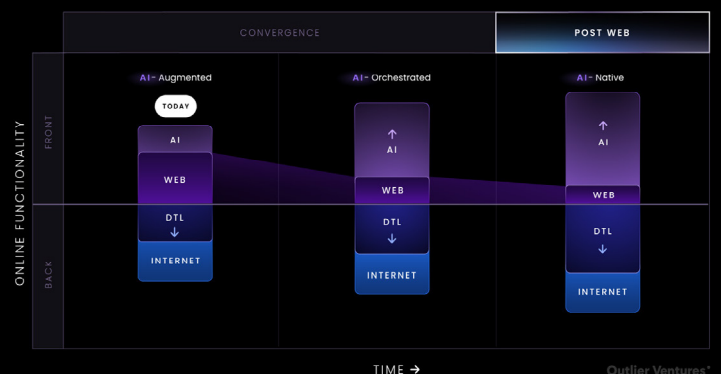 CONVERGENCE
POST WEB
AI- Augmented
AI- Orchestrated
AI- Native
TODAY
ONLINE FUNCTIONALITY
FRONT
BACK
AI
WEB
DTL
↓
INTERNET
↑
AI
WEB
DTL
↓
INTERNET
↑
AI
WEB
DTL
↓
INTERNET
TIME →
Outlier Ventures*